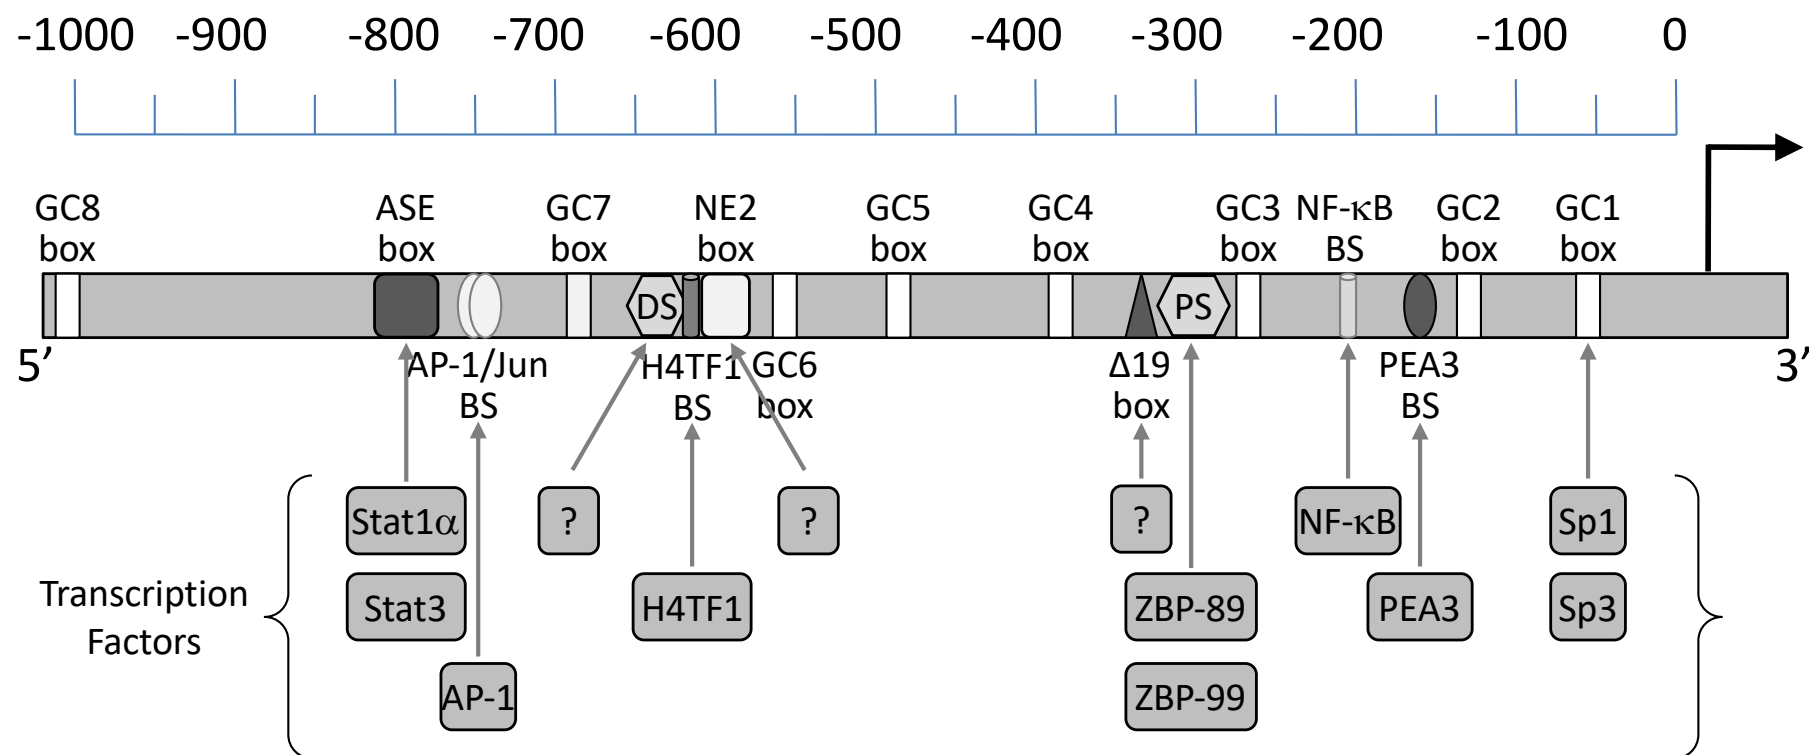 -1000 -900 -800 -700 -600 -500 -400 -300 -200 -100 0
GC8 ASE GC7 NE2 GC5 GC4 GC3 NF-κB GC2 GC1
box box box box box box box BS box box
DS PS
5’ 3’
AP-1/Jun H4TF1 GC6 Δ19 PEA3
BS BS box box BS
Stat1α ? ? ? NF-κB Sp1
Transcription
Factors
Stat3 H4TF1 ZBP-89 PEA3 Sp3
AP-1 ZBP-99